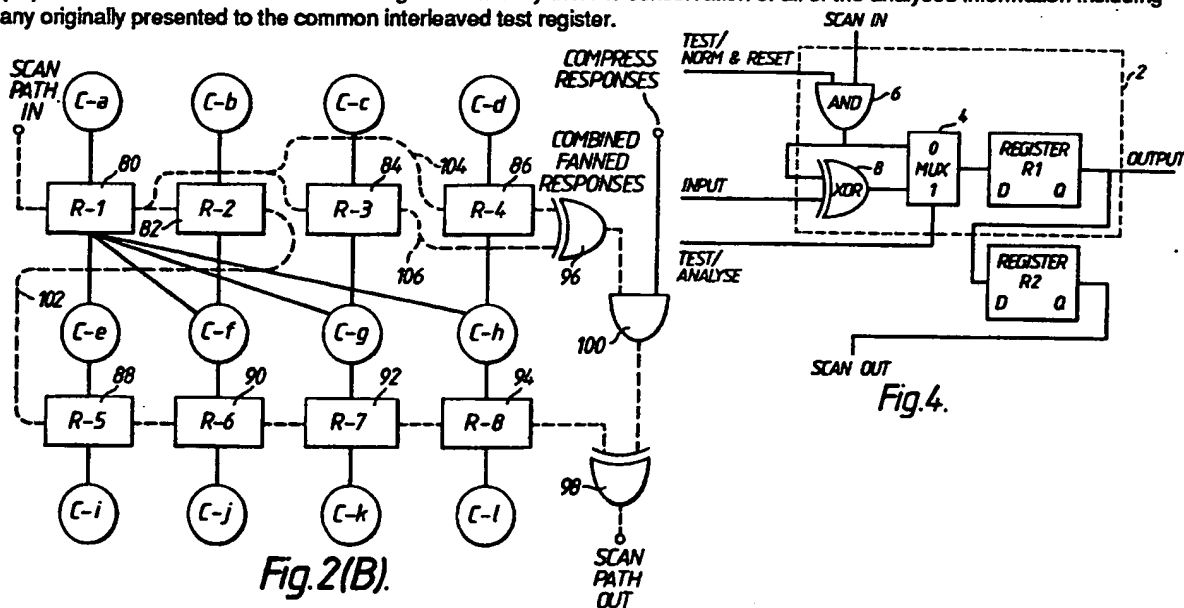 any originally presented to the common interleaved test register.
SCAN
PATH
IN
C-a
C-b
C-c
C-d
COMPRESS
RESPONSES
80
R-1
82
R-2
84
R-3
104
86
R-4
COMBINED
FANNED
RESPONSES
96
106
102
100
C-e
C-f
C-g
C-h
88
R-5
90
R-6
92
R-7
94
R-8
98
C-i
C-j
C-k
C-l
SCAN
PATH
OUT
Fig.2(B).
SCAN IN
TEST/
NORM & RESET
2
AND
6
4
0
MUX
1
8
XOR
INPUT
REGISTER
R1
D Q
OUTPUT
TEST/
ANALYSE
REGISTER
R2
D Q
SCAN OUT
Fig.4.